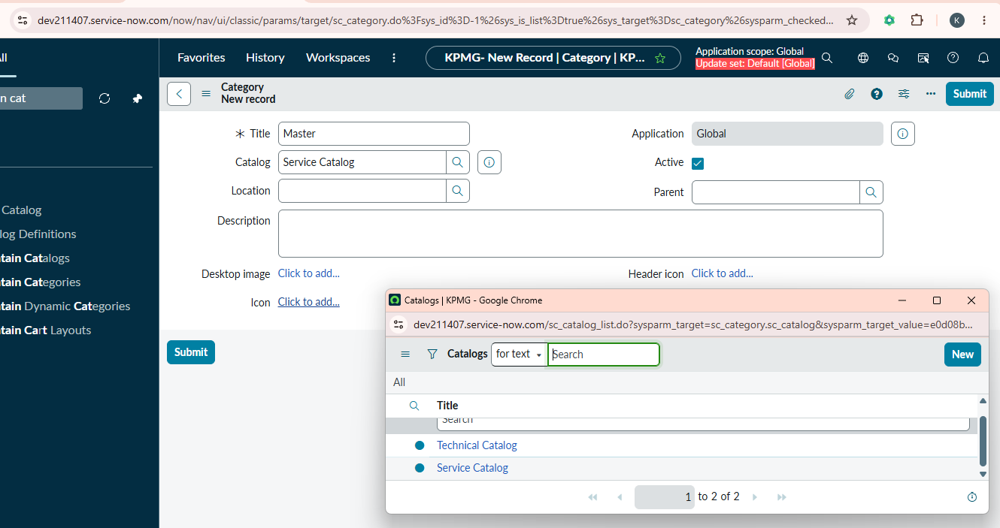 dev211407.service-now.com/now/nav/ui/classic/params/target/sc_category.do%3Fsys_id%3D-1%26sys_is_list%3Dtrue%26sys_target%3Dsc_category%26sysparm_checked...
K
ll
Favorites
History
Workspaces
KPMG- New Record | Category | KP...
Application scope: Global
Update set: Default [Global]
n cat
Category
New record
Submit
Title
Master
Application
Global
Catalog
Service Catalog
Active
Location
Parent
Description
Desktop image
Click to add...
Header icon
Click to add...
Icon
Click to add...
Submit
Catalog
log Definitions
tain Catalogs
tain Categories
tain Dynamic Categories
tain Cart Layouts
Catalogs | KPMG - Google Chrome
dev211407.service-now.com/sc_catalog_list.do?sysparm_target=sc_category.sc_catalog&sysparm_target_value=e0d08b...
Catalogs
for text
Search
New
All
Title
Search
Technical Catalog
Service Catalog
1 to 2 of 2